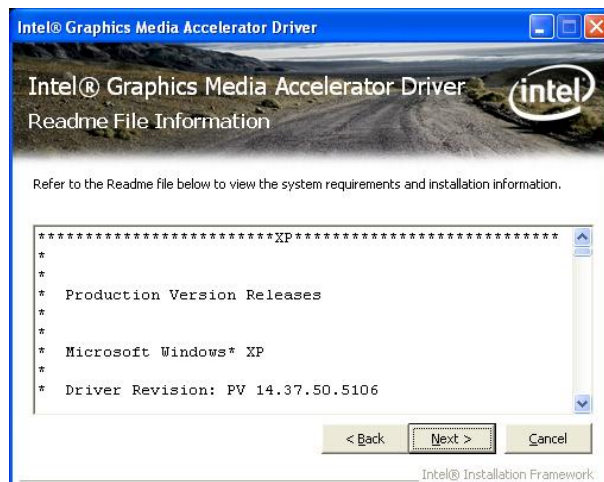 Intel® Graphics Media Accelerator Driver
Intel® Graphics Media Accelerator Driver
Readme File Information
intel
Refer to the Readme file below to view the system requirements and installation information.
*************************XP****************************
*
*
* Production Version Releases
*
*
* Microsoft Windows* XP
*
* Driver Revision: PV 14.37.50.5106
< Back
Next >
Cancel
Intel® Installation Framework